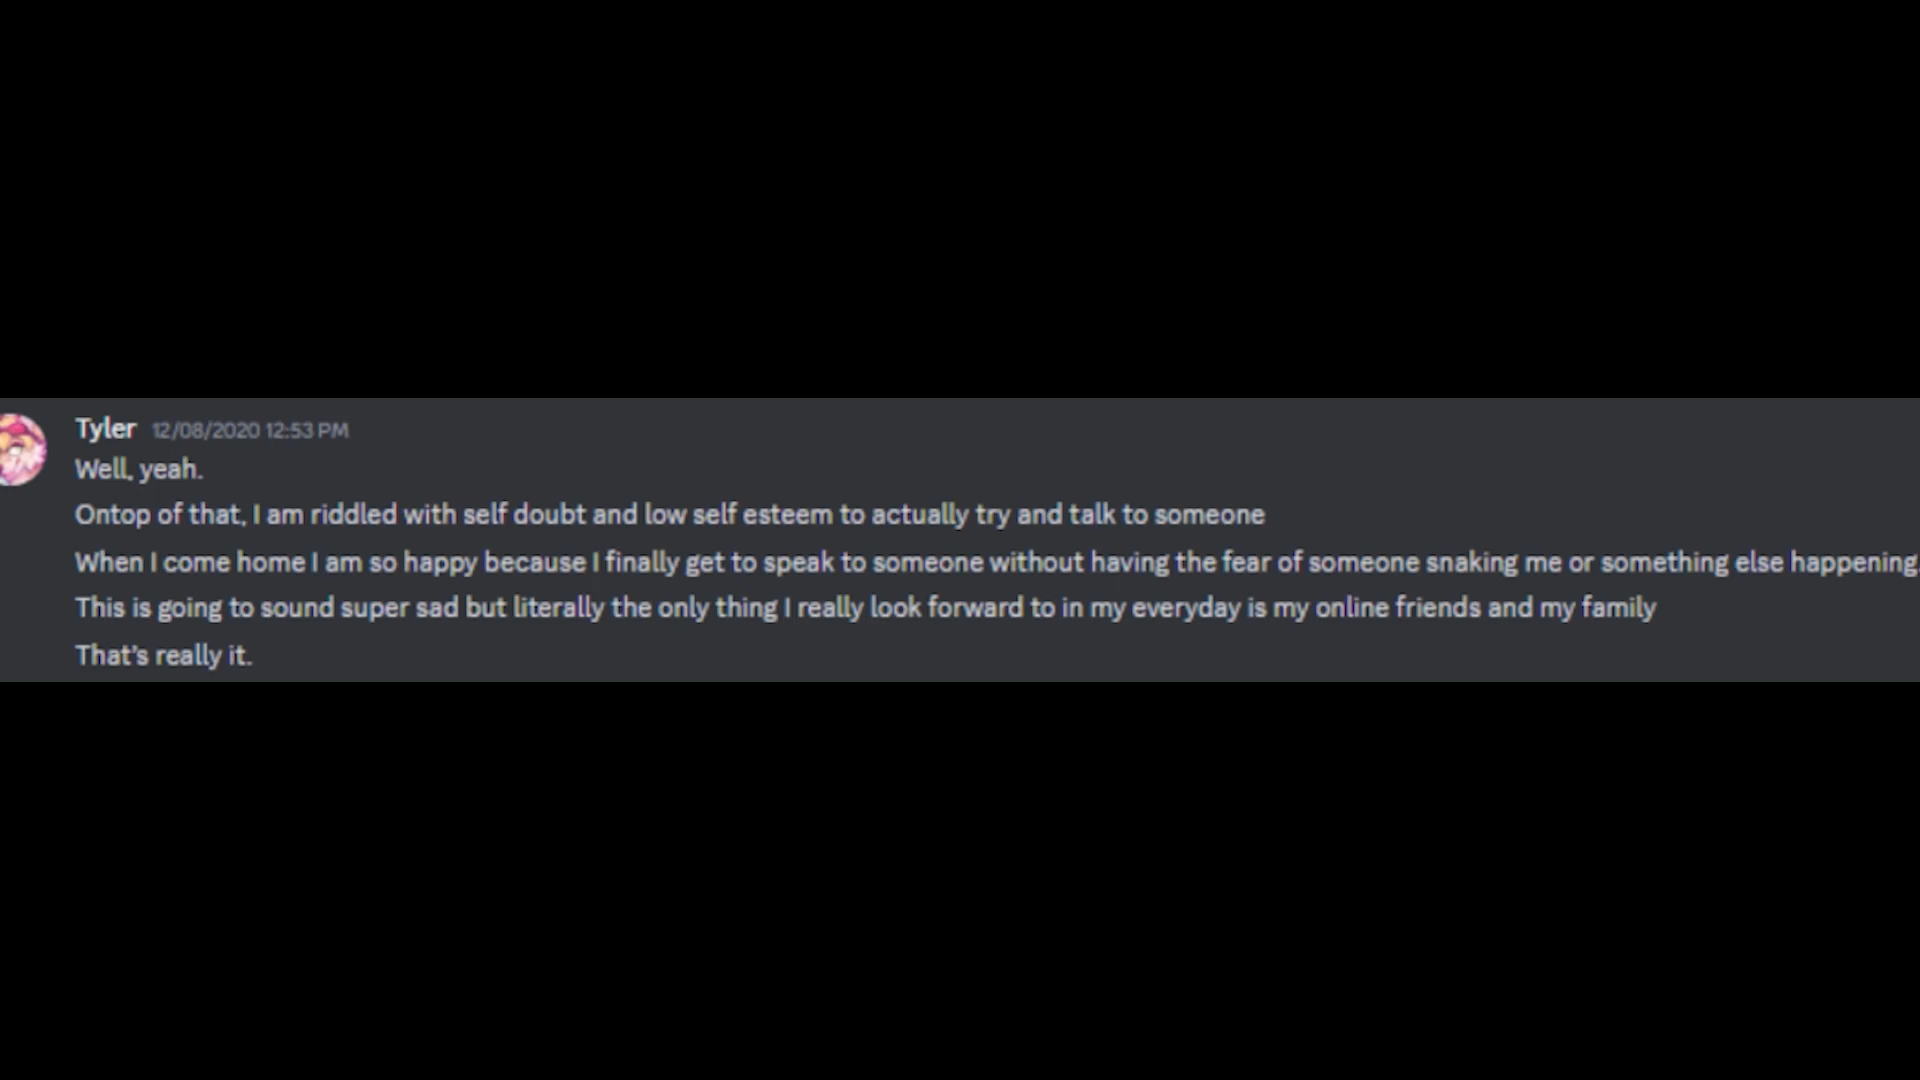 Tyler 12/08/2020 12:53 PM
Well, yeah.
Ontop of that, I am riddled with self doubt and low self esteem to actually try and talk to someone
When I come home I am so happy because I finally get to speak to someone without having the fear of someone snaking me or something else happening.
This is going to sound super sad but literally the only thing I really look forward to in my everyday is my online friends and my family
That's really it.